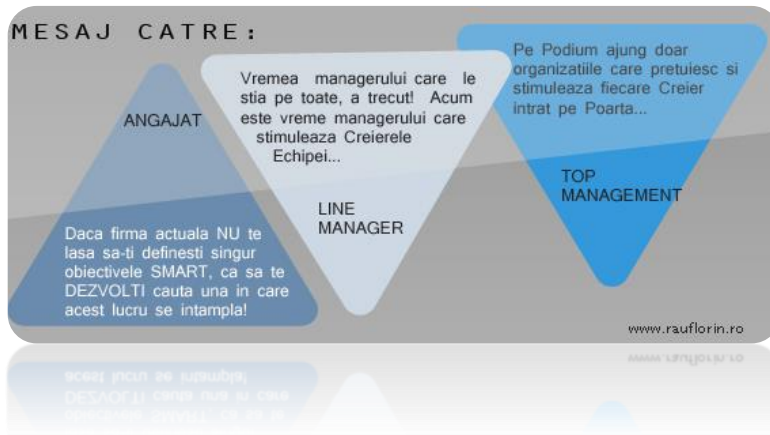 MESAJ CATRE:
ANGAJAT
Daca firma actuala NU te
lasa sa-ti definesti singur
obiectivele SMART, ca sa te
DEZVOLTI cauta una in care
acest lucru se intampla!
Vremea managerului care le
stia pe toate, a trecut! Acum
este vreme managerului care
stimuleaza Creierele
Echipei...
LINE
MANAGER
Pe Podium ajung doar
organizatiile care pretuiesc si
stimuleaza fiecare Creier
intrat pe Poarta...
TOP
MANAGEMENT
www.rauflorin.ro